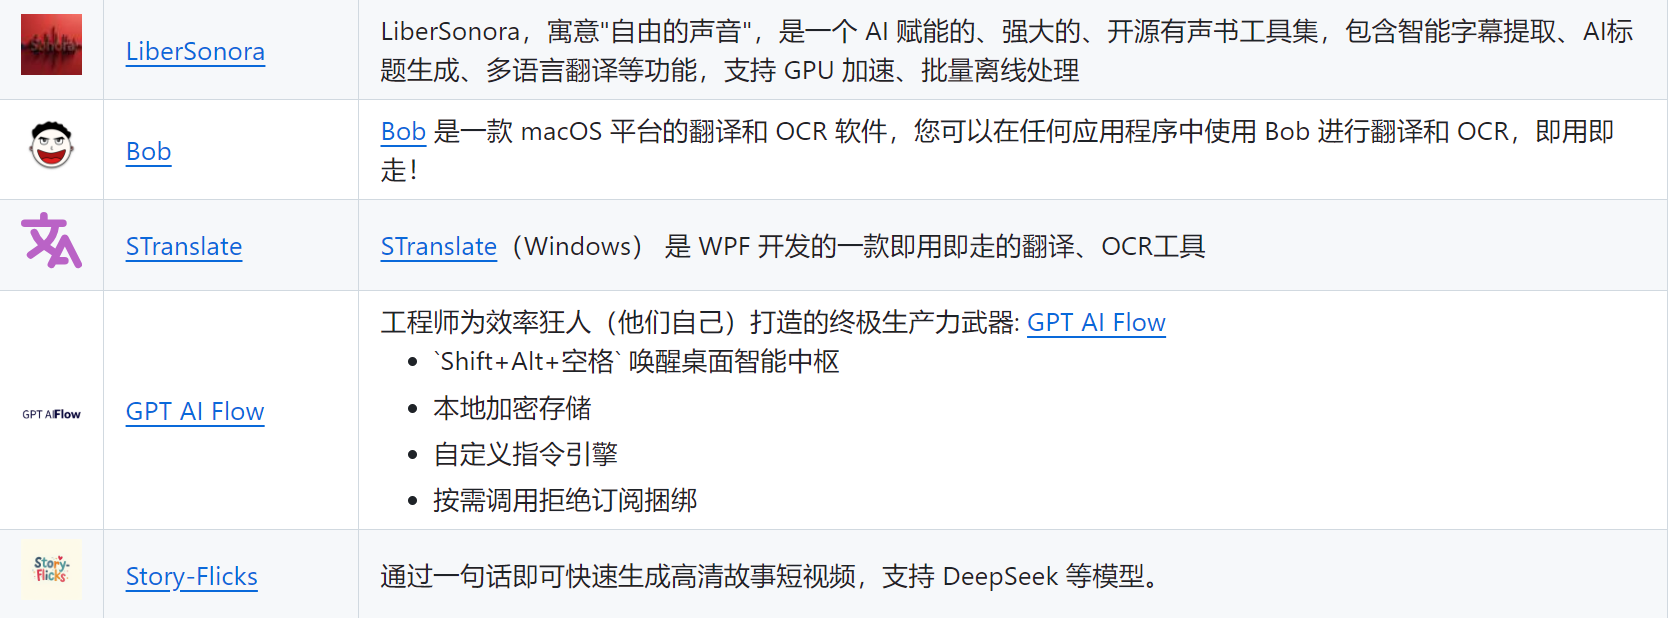 Sonora
LiberSonora
LiberSonora，寓意"自由的声音"，是一个 AI 赋能的、强大的、开源有声书工具集，包含智能字幕提取、AI标
题生成、多语言翻译等功能，支持 GPU 加速、批量离线处理
Bob
Bob 是一款 macOS 平台的翻译和 OCR 软件，您可以在任何应用程序中使用 Bob 进行翻译和 OCR，即用即
走！
文A
STranslate
STranslate（Windows） 是 WPF 开发的一款即用即走的翻译、OCR工具
GPT AIFlow
GPT AI Flow
工程师为效率狂人（他们自己）打造的终极生产力武器: GPT AI Flow
• `Shift+Alt+空格` 唤醒桌面智能中枢
• 本地加密存储
• 自定义指令引擎
• 按需调用拒绝订阅捆绑
Story-
Flicks
Story-Flicks
通过一句话即可快速生成高清故事短视频，支持 DeepSeek 等模型。